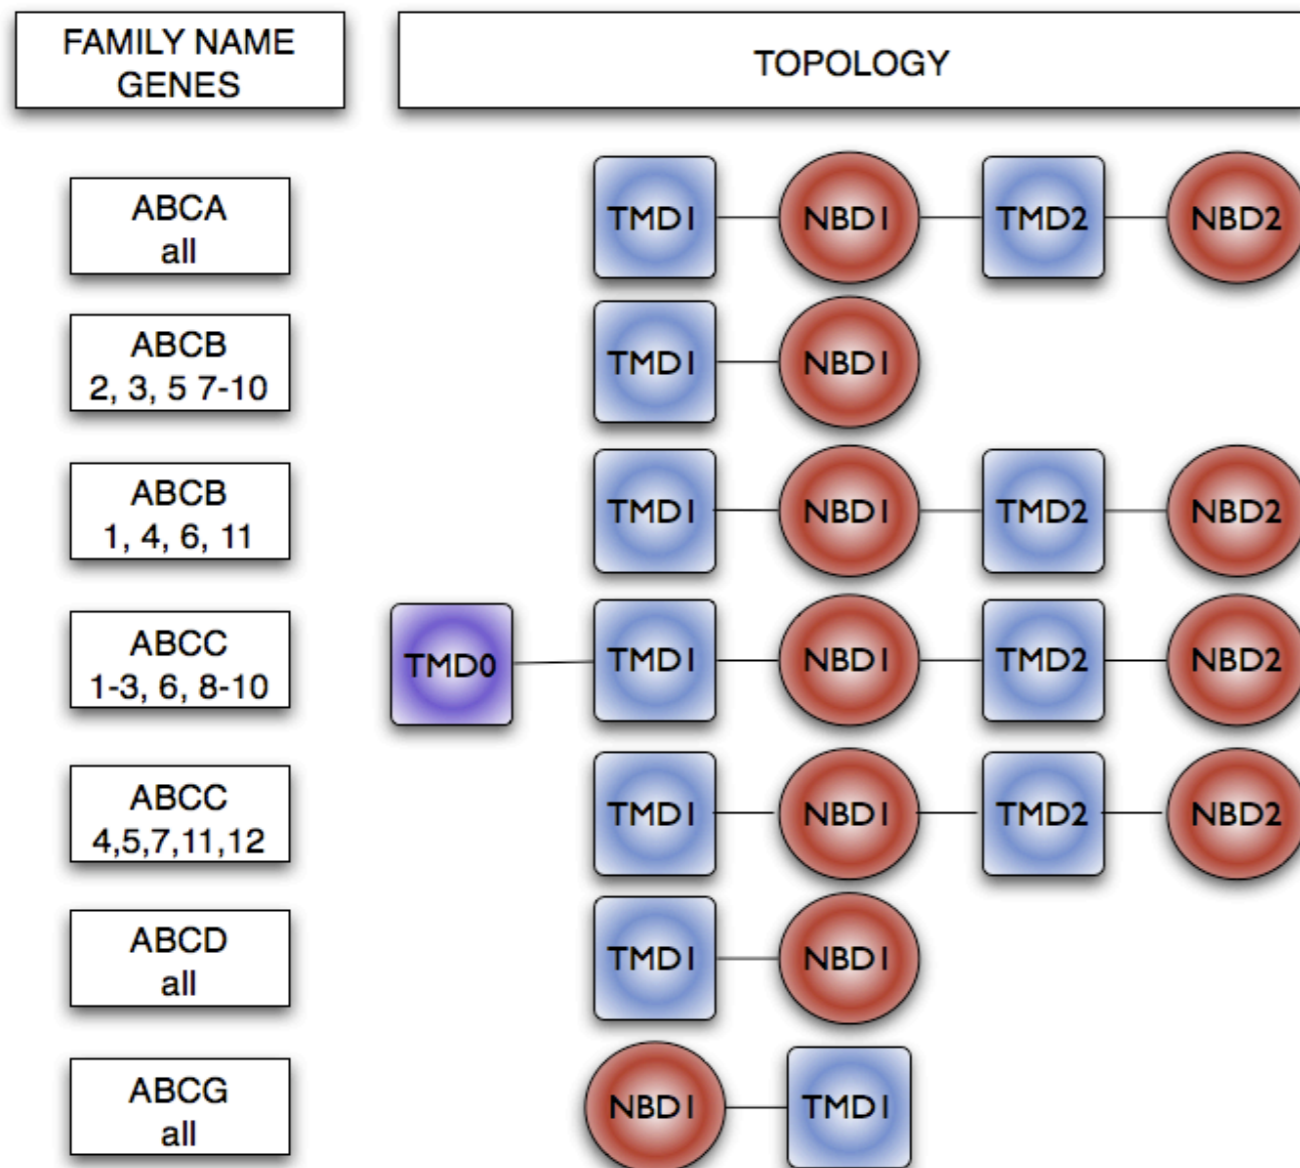 FAMILY NAME
GENES
TOPOLOGY
ABCA
all
TMD1 NBD1 TMD2 NBD2
ABCB
2, 3, 5 7-10
TMD1 NBD1
ABCB
1, 4, 6, 11
TMD1 NBD1 TMD2 NBD2
ABCC
1-3, 6, 8-10
TMD0 TMD1 NBD1 TMD2 NBD2
ABCC
4,5,7,11,12
TMD1 NBD1 TMD2 NBD2
ABCD
all
TMD1 NBD1
ABCG
all
NBD1 TMD1